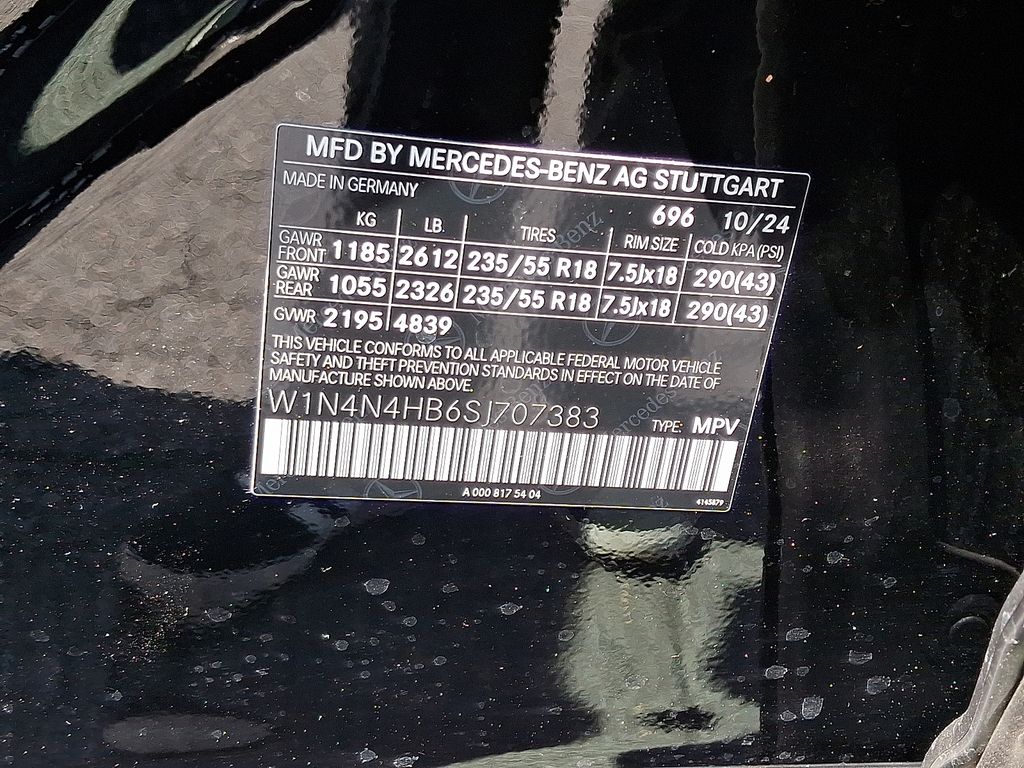 MFD BY MERCEDES-BENZ AG STUTTGART
MADE IN GERMANY
696 10/24
KG LB TIRES RIM SIZE COLD KPA (PSI)
GAWR FRONT 1185 2612 235/55 R18 7.5Jx18 290(43)
GAWR REAR 1055 2326 235/55 R18 7.5Jx18 290(43)
GVWR 2195 4839
THIS VEHICLE CONFORMS TO ALL APPLICABLE FEDERAL MOTOR VEHICLE
SAFETY AND THEFT PREVENTION STANDARDS IN EFFECT ON THE DATE OF
MANUFACTURE SHOWN ABOVE.
W1N4N4HB6SJ707383 TYPE: MPV
A 000 817 54 04